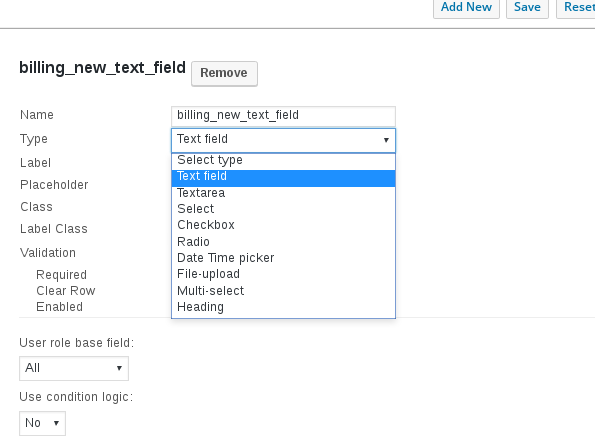 Add New Save Reset
billing_new_text_field Remove
Name billing_new_text_field
Type Text field
Label Select type
Text field
Placeholder Textarea
Class Select
Label Class Checkbox
Radio
Validation Date Time picker
Required File-upload
Clear Row Multi-select
Enabled Heading
User role base field:
All
Use condition logic:
No